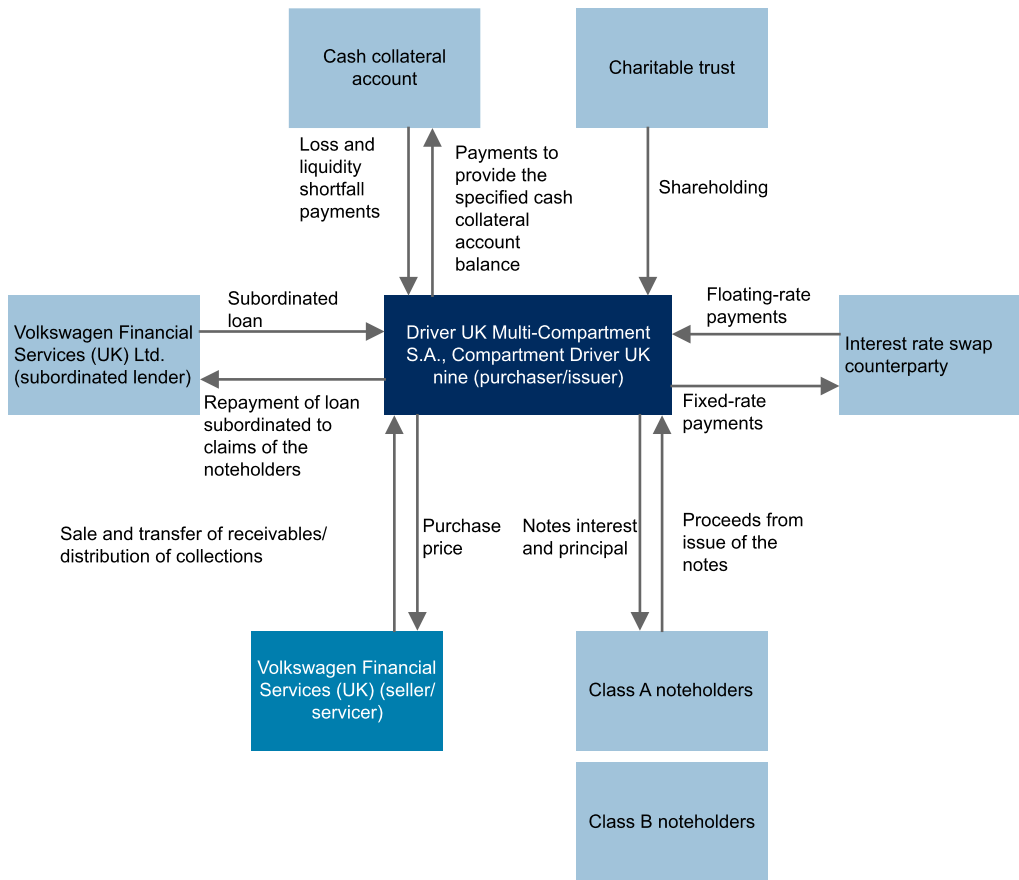 Cash collateral
account
Charitable trust
Loss and
liquidity
shortfall
payments
Payments to
provide the
specified cash
collateral
account
balance
Shareholding
Volkswagen Financial
Services (UK) Ltd.
(subordinated lender)
Subordinated
loan
Repayment of loan
subordinated to
claims of the
noteholders
Driver UK Multi-Compartment
S.A., Compartment Driver UK
nine (purchaser/issuer)
Floating-rate
payments
Fixed-rate
payments
Interest rate swap
counterparty
Sale and transfer of receivables/
distribution of collections
Purchase
price
Notes interest
and principal
Proceeds from
issue of the
notes
Volkswagen Financial
Services (UK) (seller/
servicer)
Class A noteholders
Class B noteholders